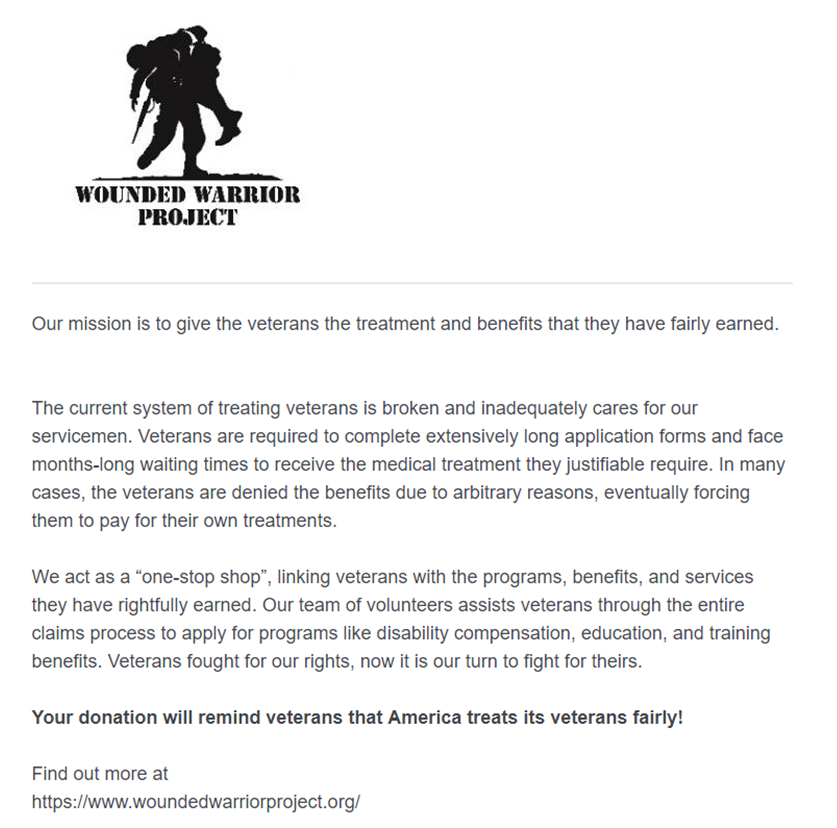 WOUNDED WARRIOR
PROJECT
Our mission is to give the veterans the treatment and benefits that they have fairly earned.
The current system of treating veterans is broken and inadequately cares for our
servicemen. Veterans are required to complete extensively long application forms and face
months-long waiting times to receive the medical treatment they justifiable require. In many
cases, the veterans are denied the benefits due to arbitrary reasons, eventually forcing
them to pay for their own treatments.
We act as a “one-stop shop”, linking veterans with the programs, benefits, and services
they have rightfully earned. Our team of volunteers assists veterans through the entire
claims process to apply for programs like disability compensation, education, and training
benefits. Veterans fought for our rights, now it is our turn to fight for theirs.
Your donation will remind veterans that America treats its veterans fairly!
Find out more at
https://www.woundedwarriorproject.org/